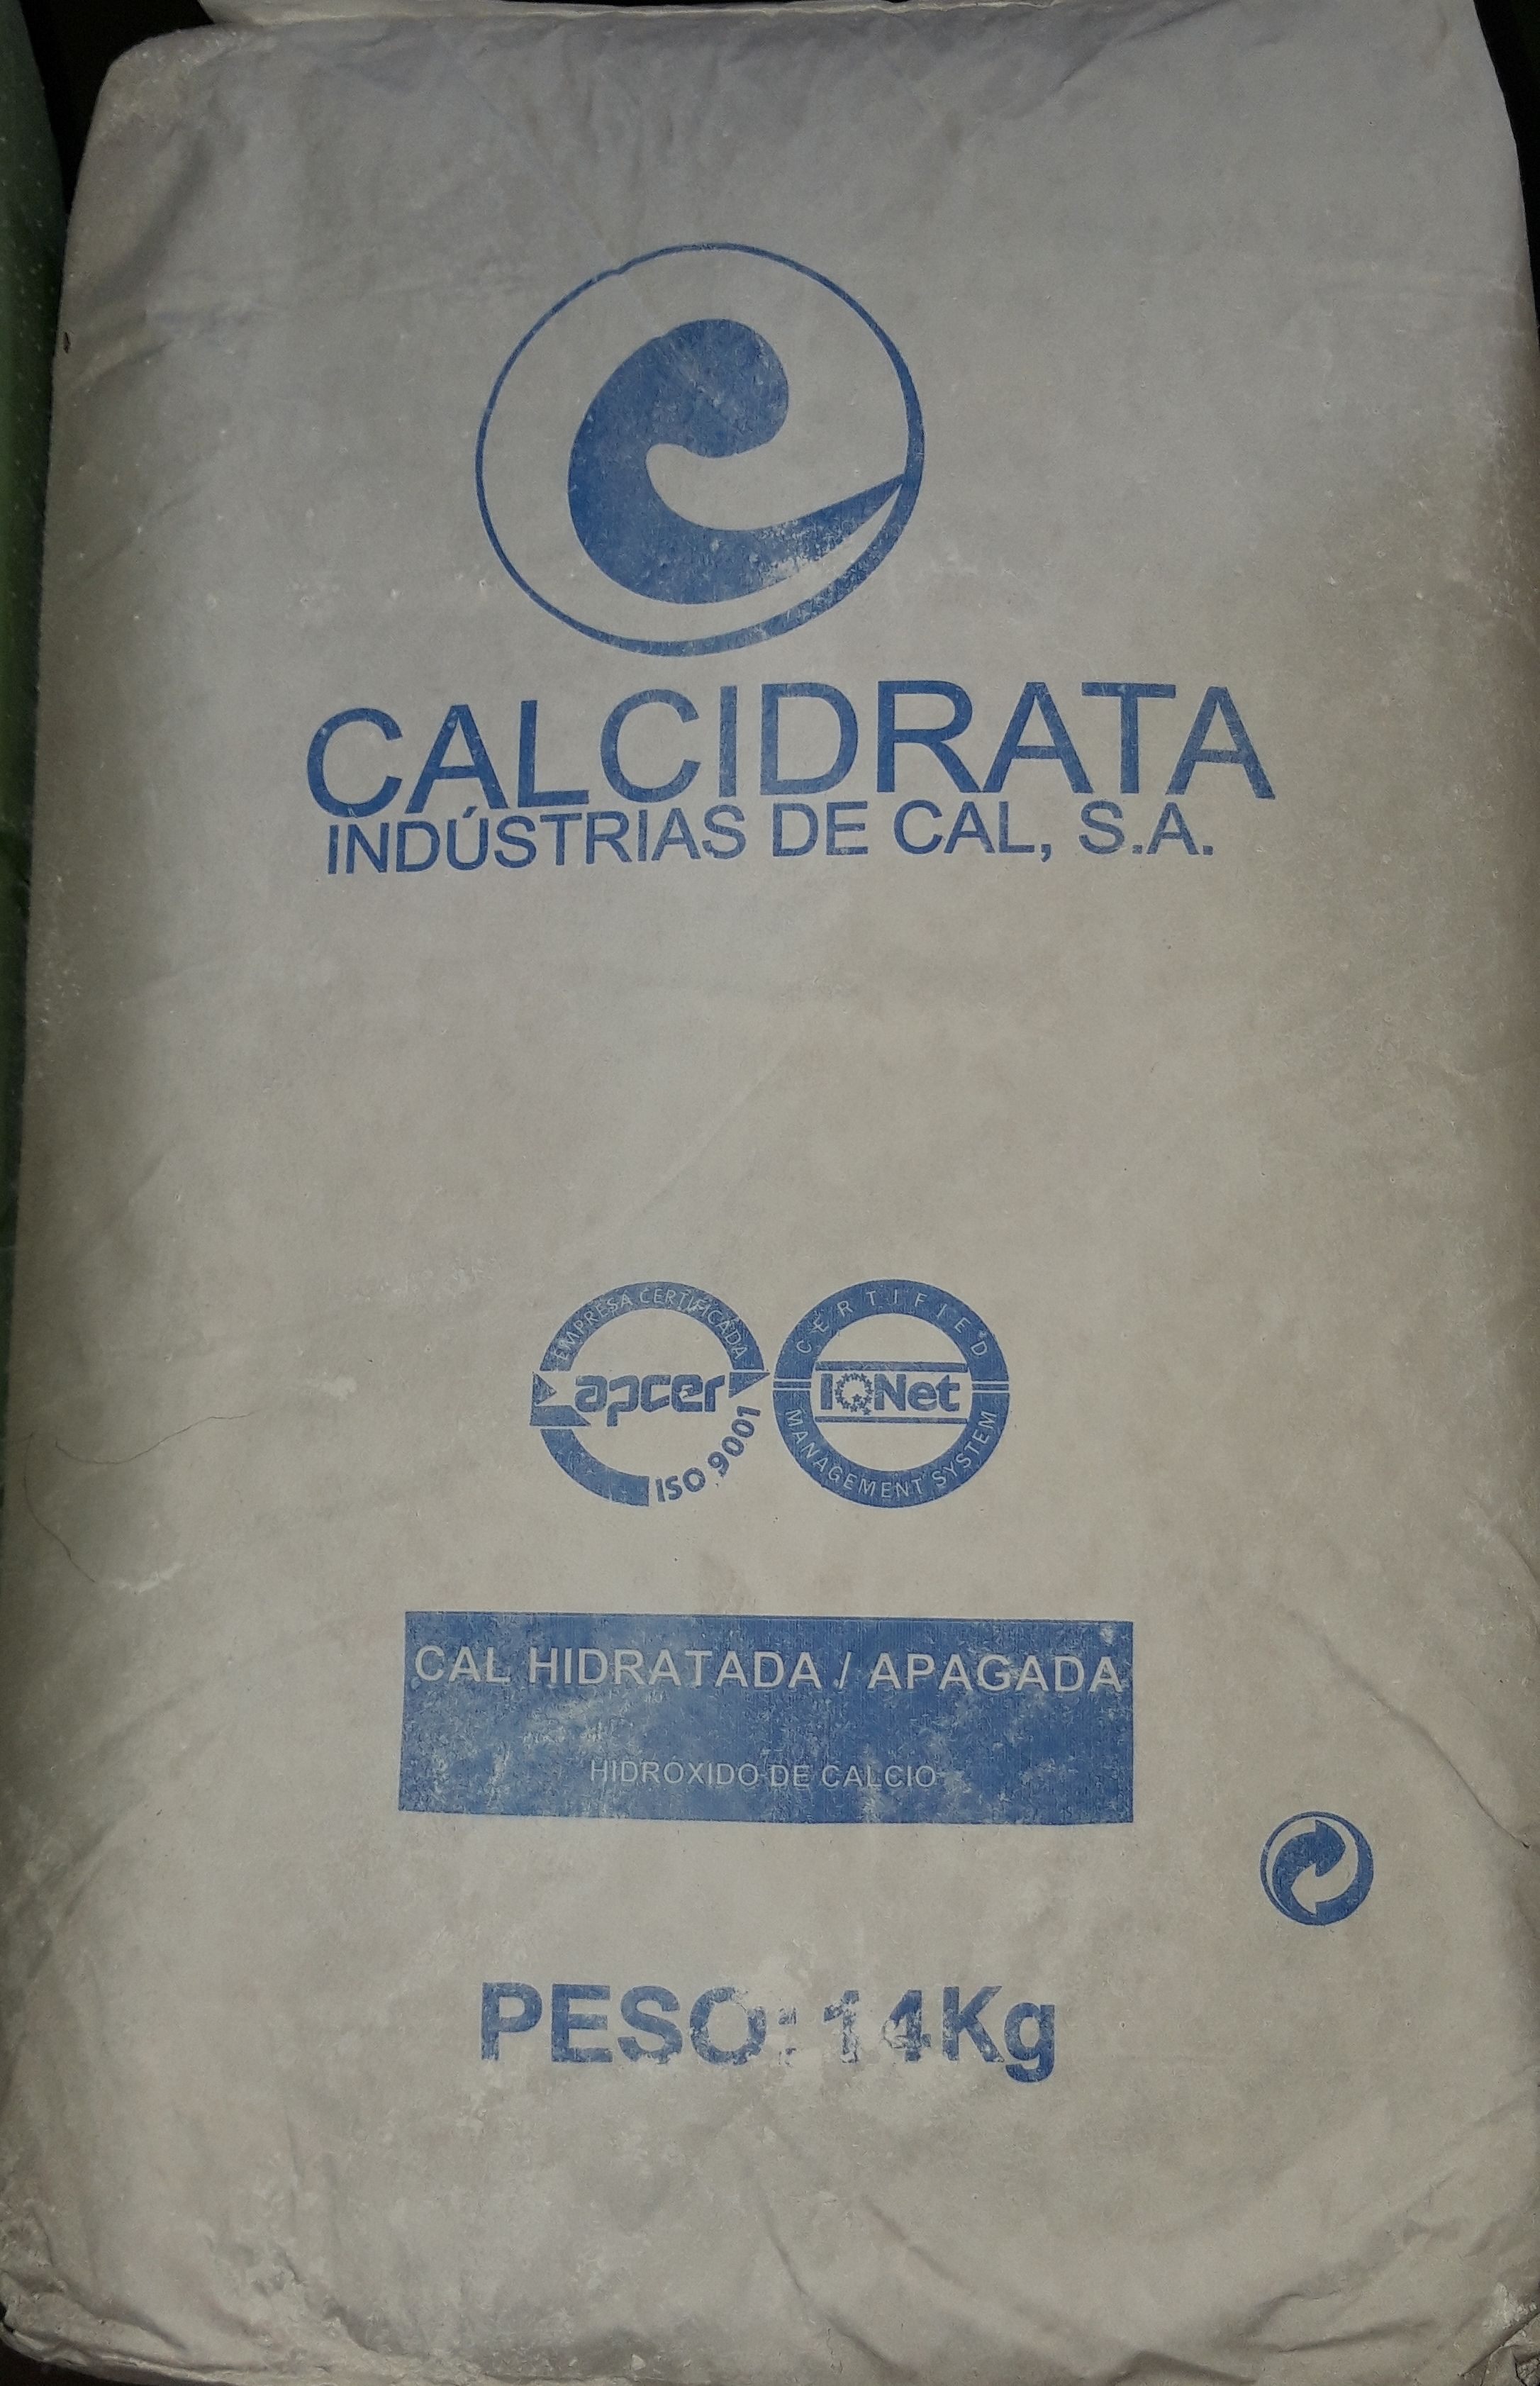 CALCIDRATA
INDÚSTRIAS DE CAL, S.A.
EMPRESA CERTIFICADA
apcer
ISO 9001
CERTIFIED
IQNet
MANAGEMENT SYSTEM
CAL HIDRATADA / APAGADA
HIDRÓXIDO DE CALCIO
PESO: 14Kg